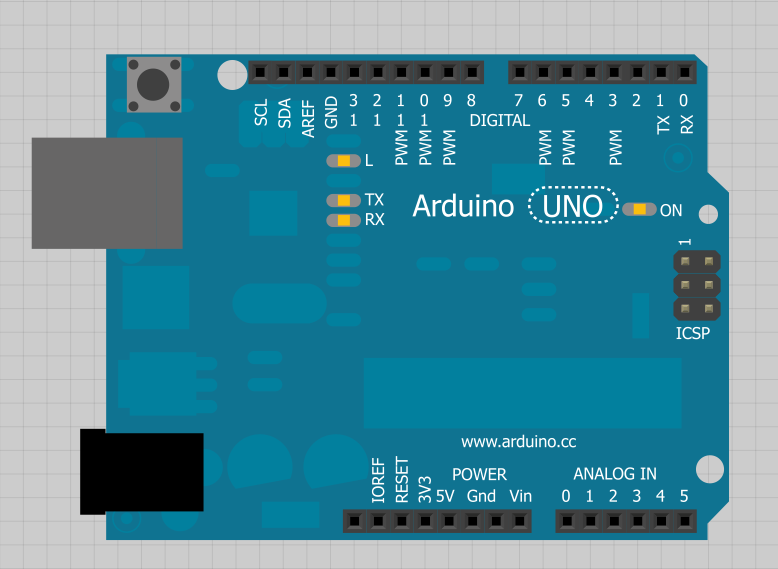 SCL SDA AREF GND 13 12 11 10 9 8 7 6 5 4 3 2 1 0
PWM PWM PWM PWM PWM PWM TX RX
DIGITAL
L
TX
RX
Arduino UNO ON
1
ICSP
www.arduino.cc
POWER ANALOG IN
IOREF RESET 3V3 5V Gnd Vin 0 1 2 3 4 5